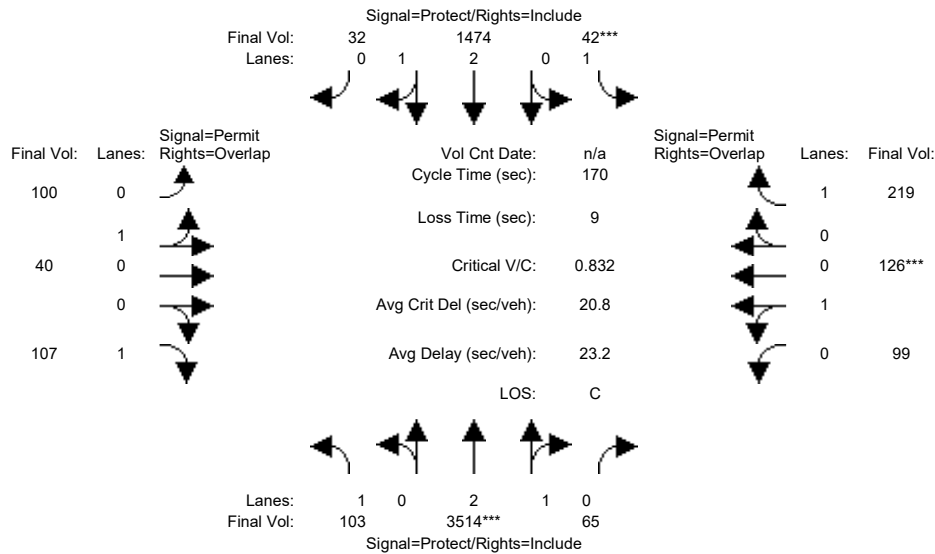 Signal=Protect/Rights=Include
Final Vol: 32 1474 42***
Lanes: 0 1 2 0 1
Signal=Permit Signal=Permit
Final Vol: Lanes: Rights=Overlap Vol Cnt Date: n/a Rights=Overlap Lanes: Final Vol:
Cycle Time (sec): 170
100 0 1 219
Loss Time (sec): 9
1 0
40 0 Critical V/C: 0.832 0 126***
0 Avg Crit Del (sec/veh): 20.8 1
107 1 Avg Delay (sec/veh): 23.2 0 99
LOS: C
Lanes: 1 0 2 1 0
Final Vol: 103 3514*** 65
Signal=Protect/Rights=Include